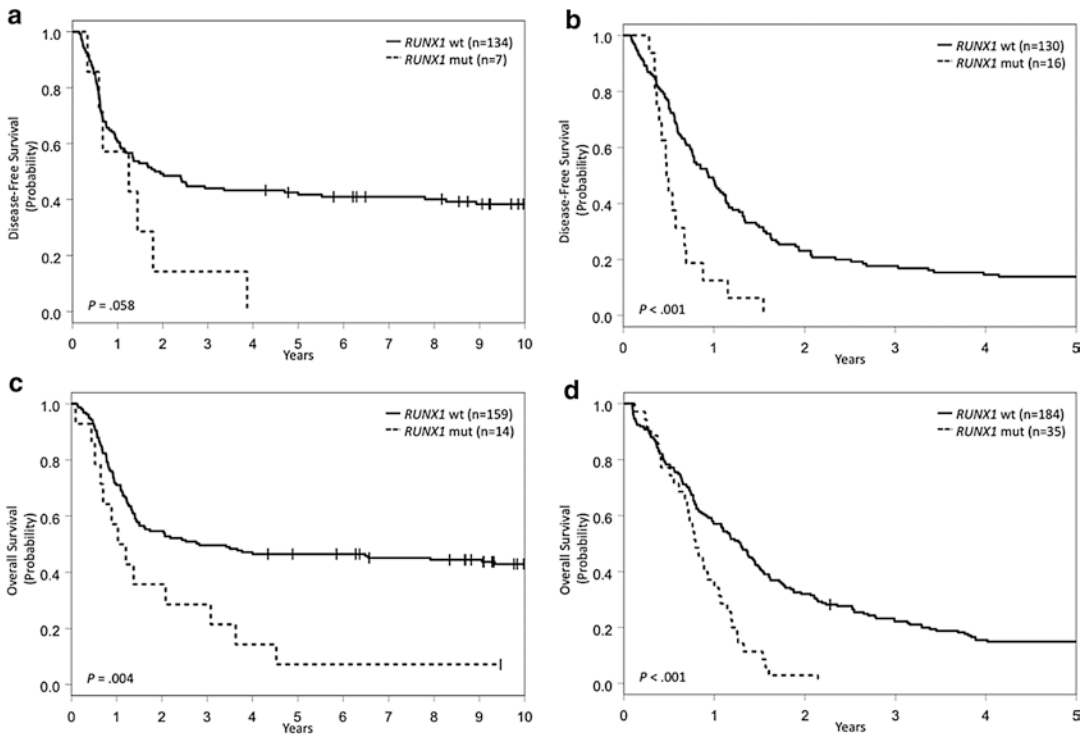 a
1.0
0.8
0.6
0.4
0.2
0.0
Disease-Free Survival
(Probability)
RUNX1 wt (n=134)
RUNX1 mut (n=7)
P = .058
0 1 2 3 4 5 6 7 8 9 10
Years
b
1.0
0.8
0.6
0.4
0.2
0.0
Disease-Free Survival
(Probability)
RUNX1 wt (n=130)
RUNX1 mut (n=16)
P < .001
0 1 2 3 4 5
Years
c
1.0
0.8
0.6
0.4
0.2
0.0
Overall Survival
(Probability)
RUNX1 wt (n=159)
RUNX1 mut (n=14)
P = .004
0 1 2 3 4 5 6 7 8 9 10
Years
d
1.0
0.8
0.6
0.4
0.2
0.0
Overall Survival
(Probability)
RUNX1 wt (n=184)
RUNX1 mut (n=35)
P < .001
0 1 2 3 4 5
Years